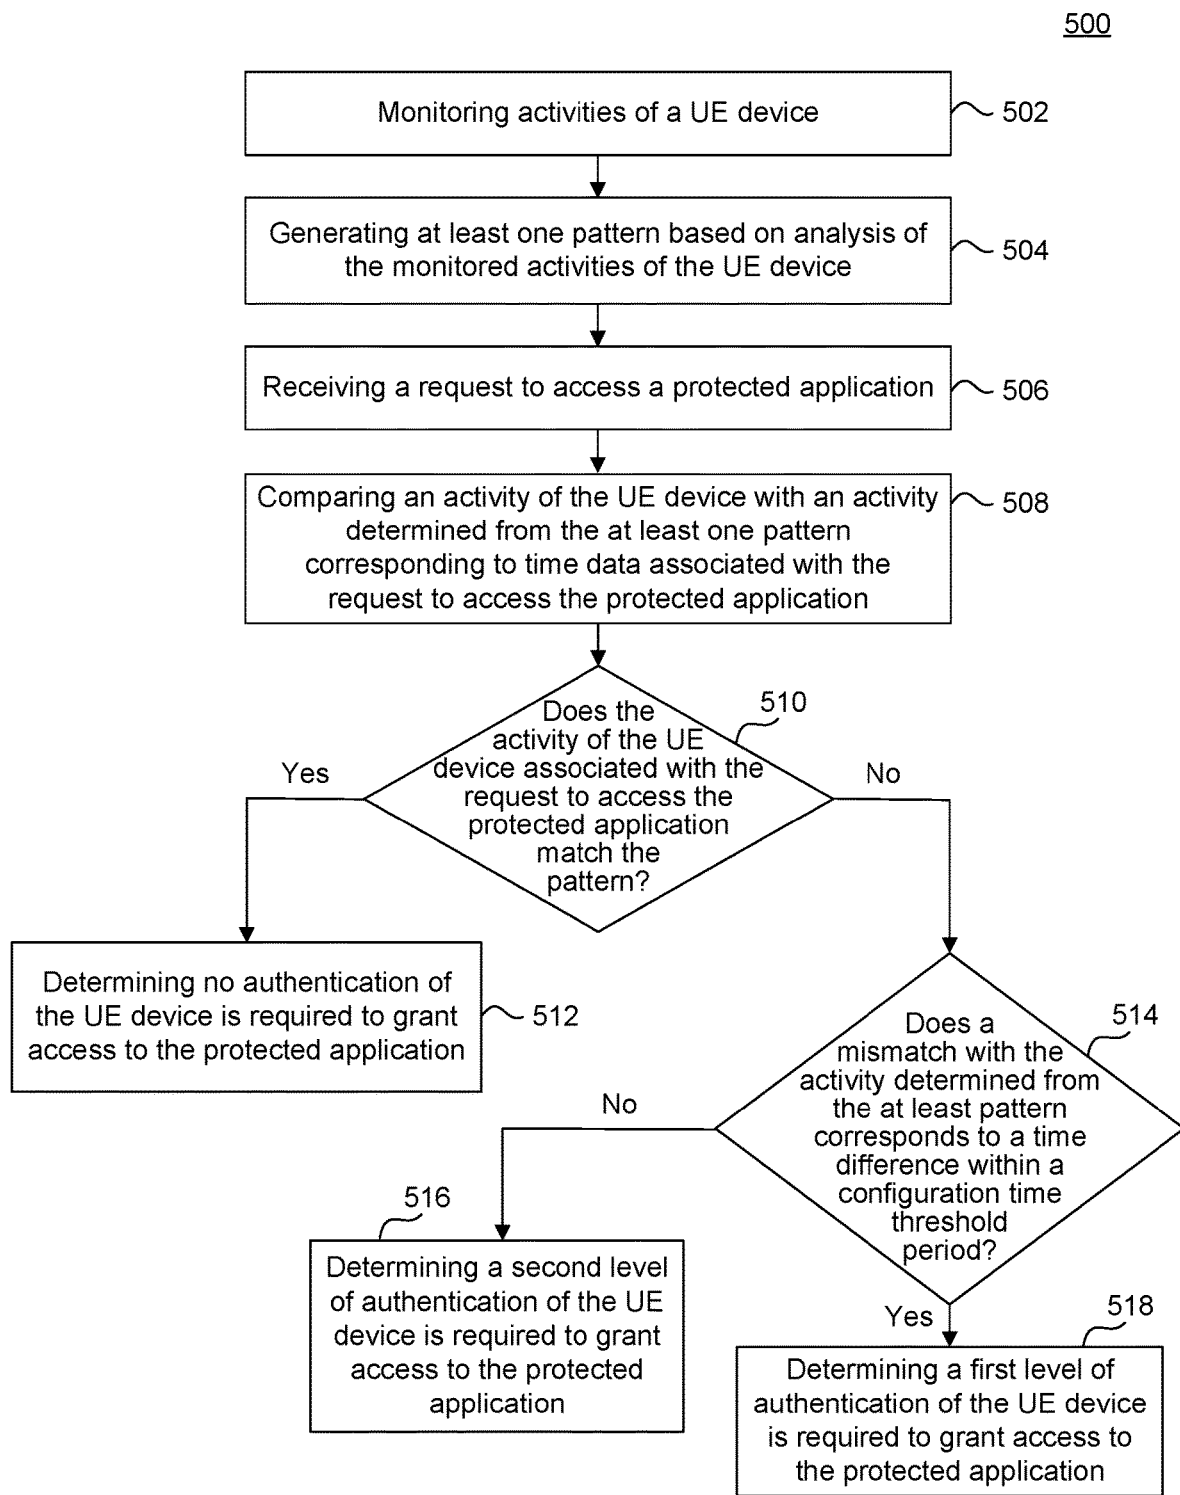 500
Monitoring activities of a UE device
502
Generating at least one pattern based on analysis of
the monitored activities of the UE device
504
Receiving a request to access a protected application
506
Comparing an activity of the UE device with an activity
determined from the at least one pattern
corresponding to time data associated with the
request to access the protected application
508
510
Does the
activity of the UE
device associated with the
request to access the
protected application
match the
pattern?
Yes
No
Determining no authentication of
the UE device is required to grant
access to the protected application
512
514
Does a
mismatch with the
activity determined from
the at least pattern
corresponds to a time
difference within a
configuration time
threshold
period?
No
Yes
516
Determining a second level
of authentication of the UE
device is required to grant
access to the protected
application
518
Determining a first level of
authentication of the UE device
is required to grant access to
the protected application